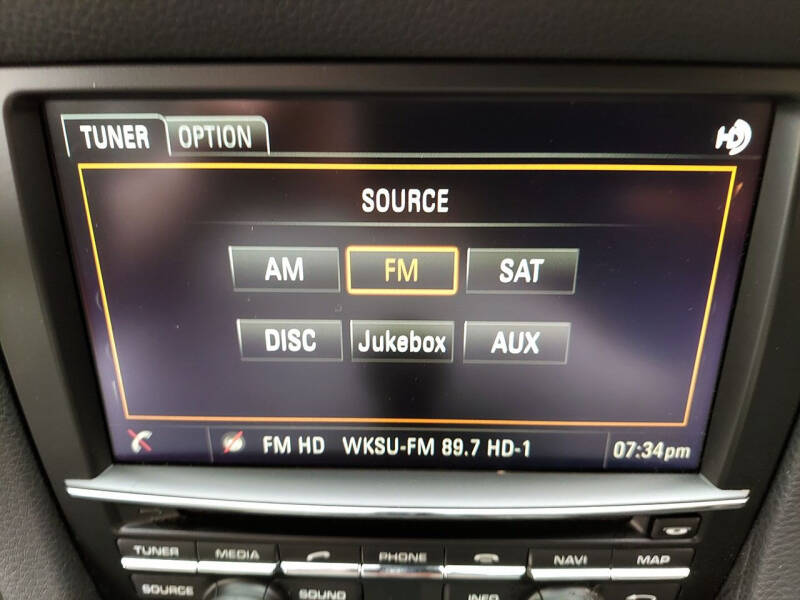 TUNER OPTION HD
SOURCE
AM FM SAT
DISC Jukebox AUX
FM HD WKSU-FM 89.7 HD-1 07:34pm
TUNER MEDIA PHONE NAVI MAP
SOURCE SOUND INFO